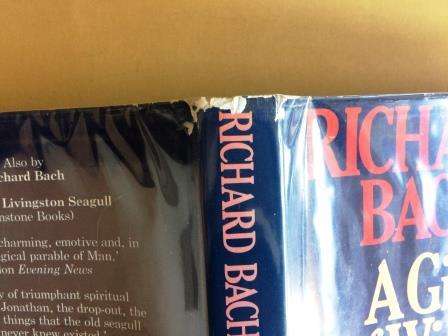 Also by
chard Bach
Livingston Seagull
nstone Books)
charming, emotive and, in
gical parable of Man.'
on Evening News
y of triumphant spiritual
Jonathan, the drop-out, the
things that the old seagull
never knew existed.'
RICHARD BACH
RICHA
BAC
A G